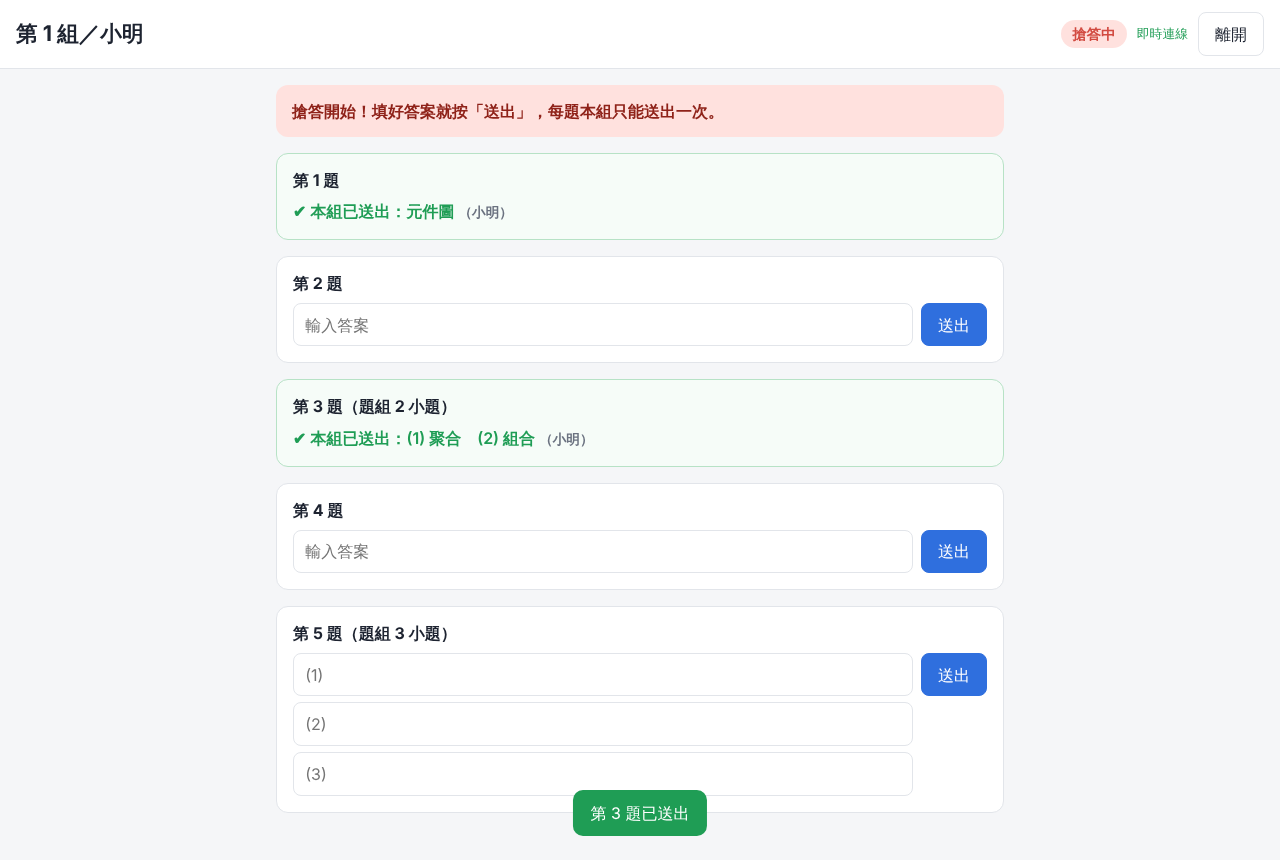 第 1 組／小明
搶答中
即時連線
離開
搶答開始！填好答案就按「送出」，每題本組只能送出一次。
第 1 題
✔ 本組已送出：元件圖 （小明）
第 2 題
輸入答案
送出
第 3 題（題組 2 小題）
✔ 本組已送出：(1) 聚合　(2) 組合 （小明）
第 4 題
輸入答案
送出
第 5 題（題組 3 小題）
(1)
送出
(2)
(3)
第 3 題已送出